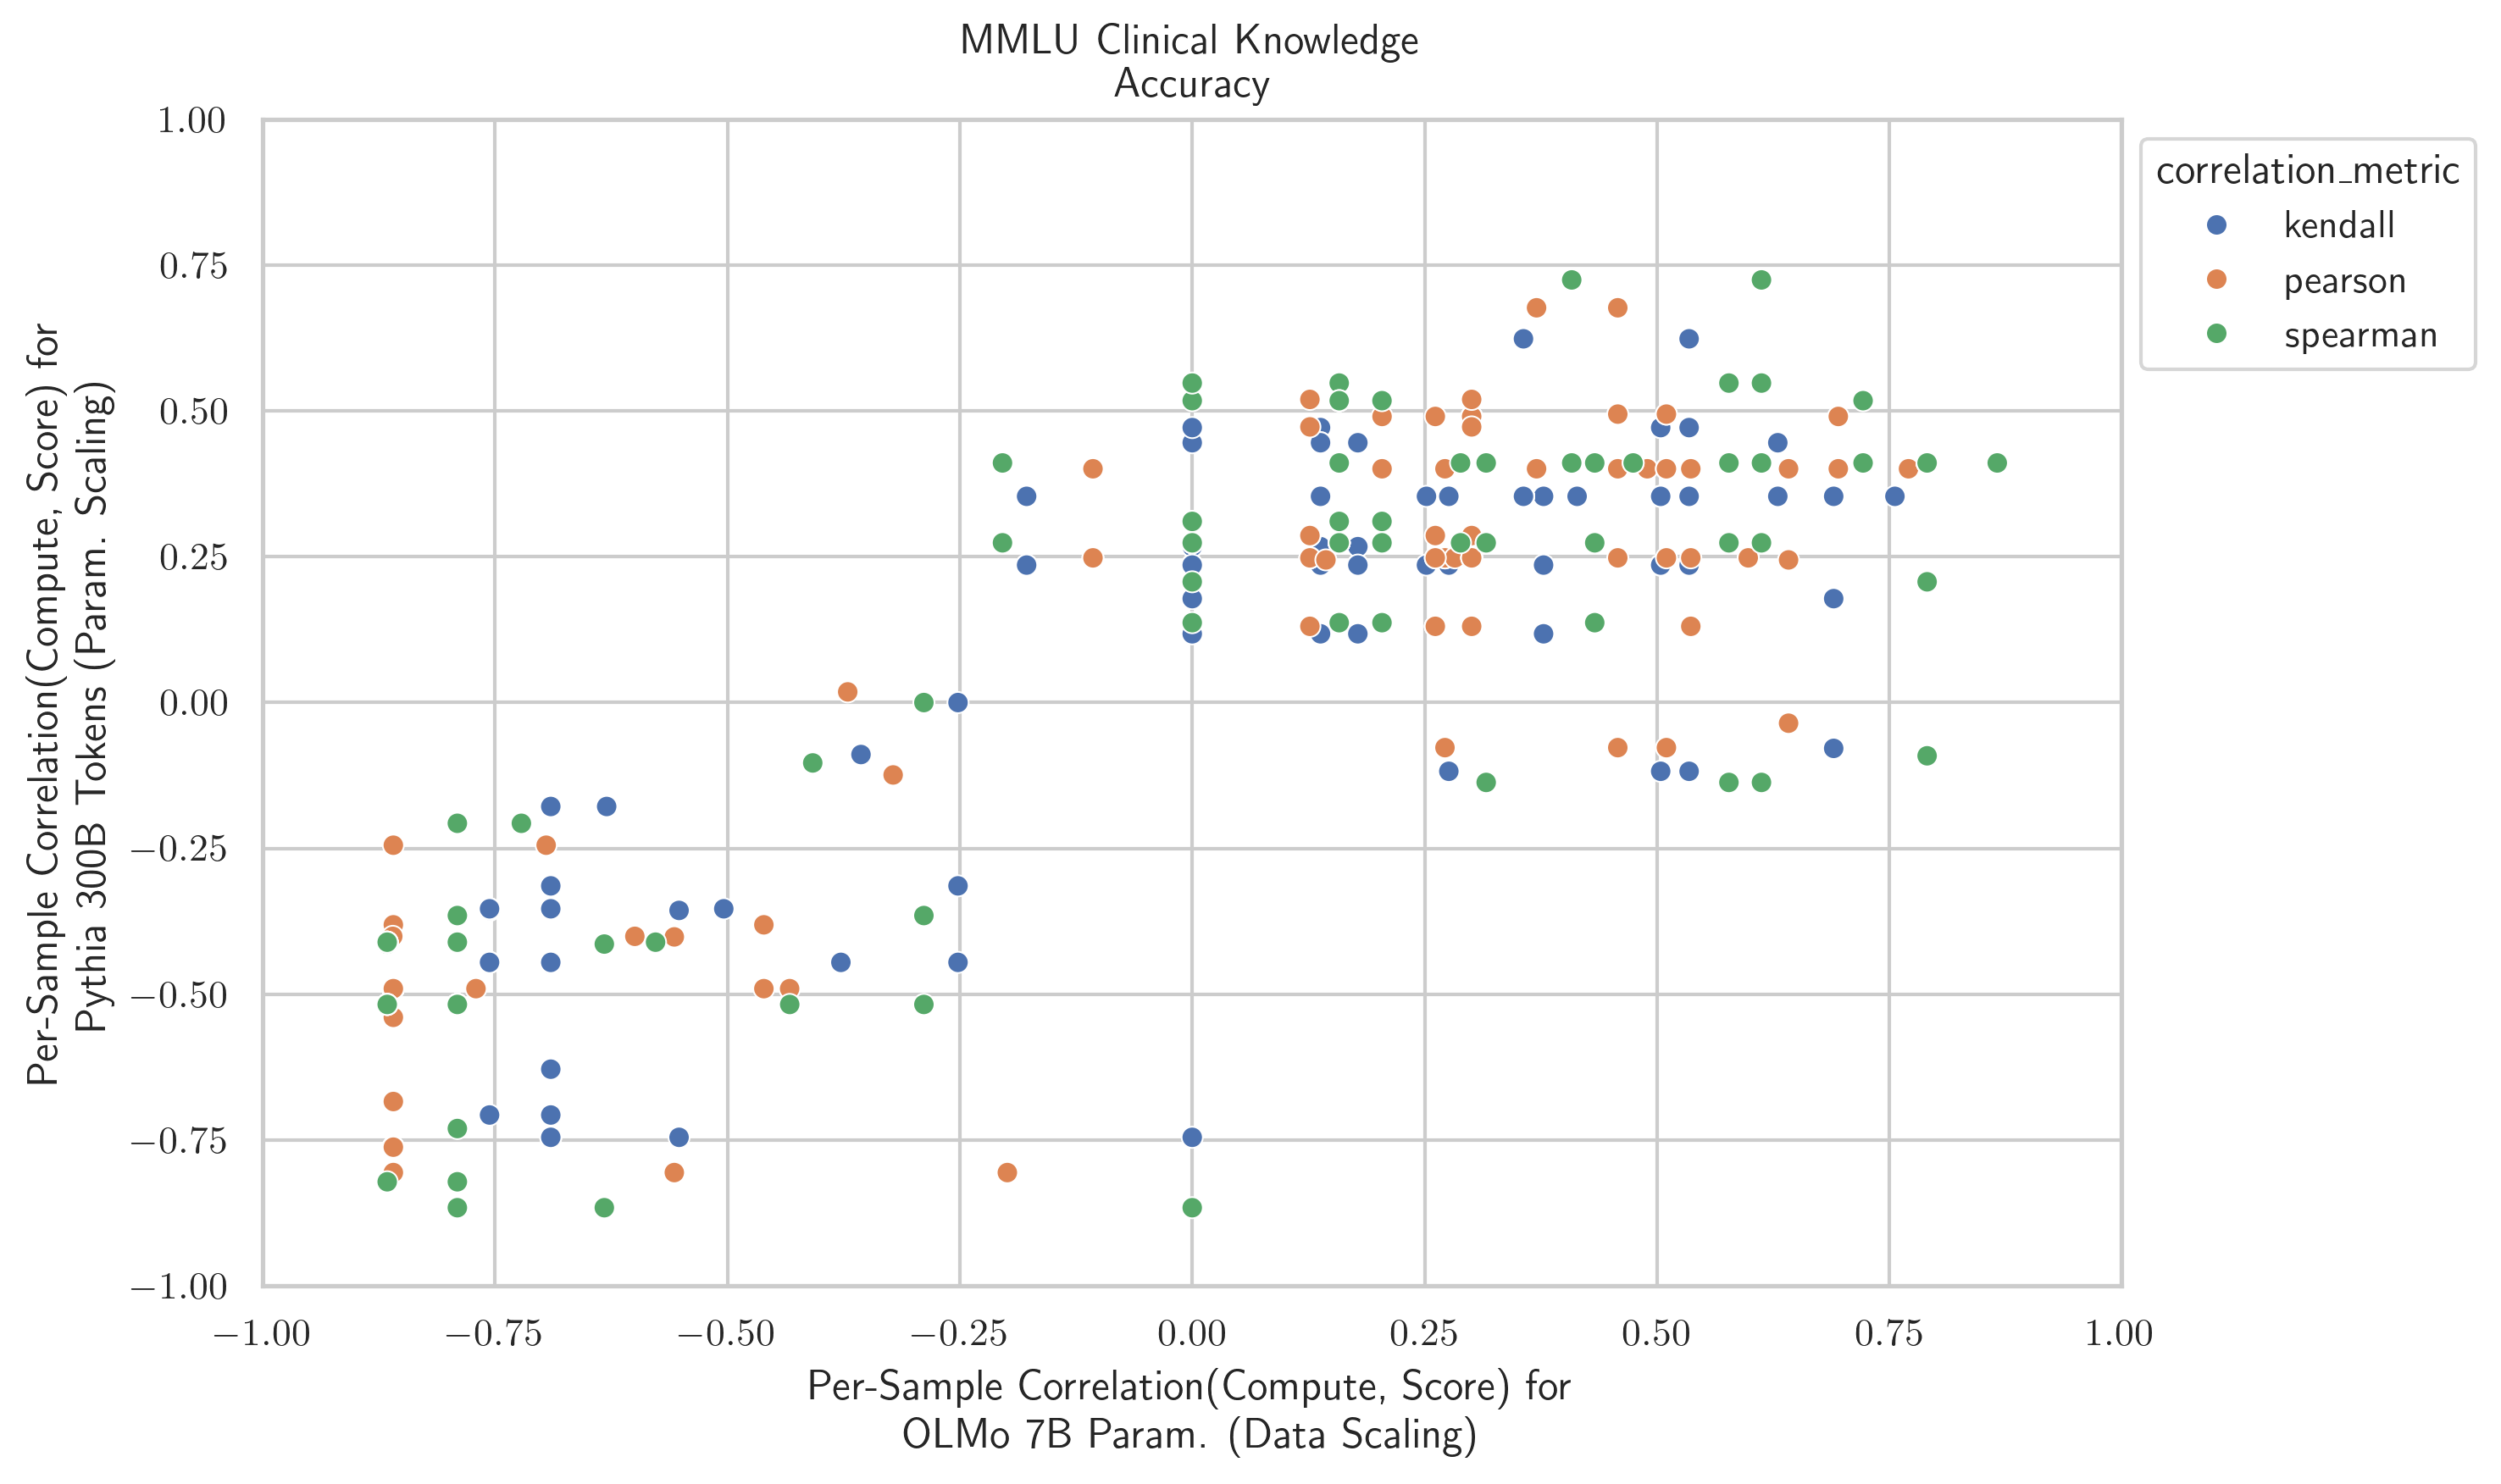 MMLU Clinical Knowledge
Accuracy
Per-Sample Correlation(Compute, Score) for
Pythia 300B Tokens (Param. Scaling)
1.00
0.75
0.50
0.25
0.00
−0.25
−0.50
−0.75
−1.00
−1.00 −0.75 −0.50 −0.25 0.00 0.25 0.50 0.75 1.00
Per-Sample Correlation(Compute, Score) for
OLMo 7B Param. (Data Scaling)
correlation_metric
kendall
pearson
spearman